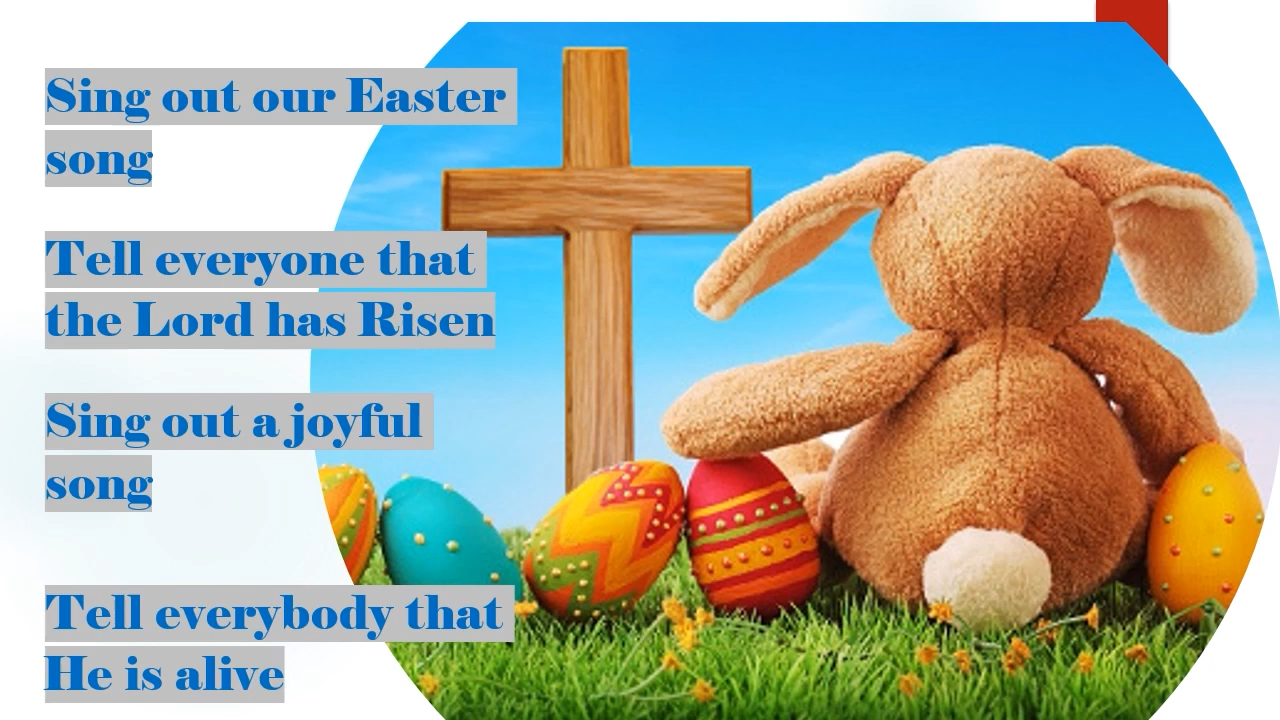 Sing out our Easter
song
Tell everyone that
the Lord has Risen
Sing out a joyful
song
Tell everybody that
He is alive